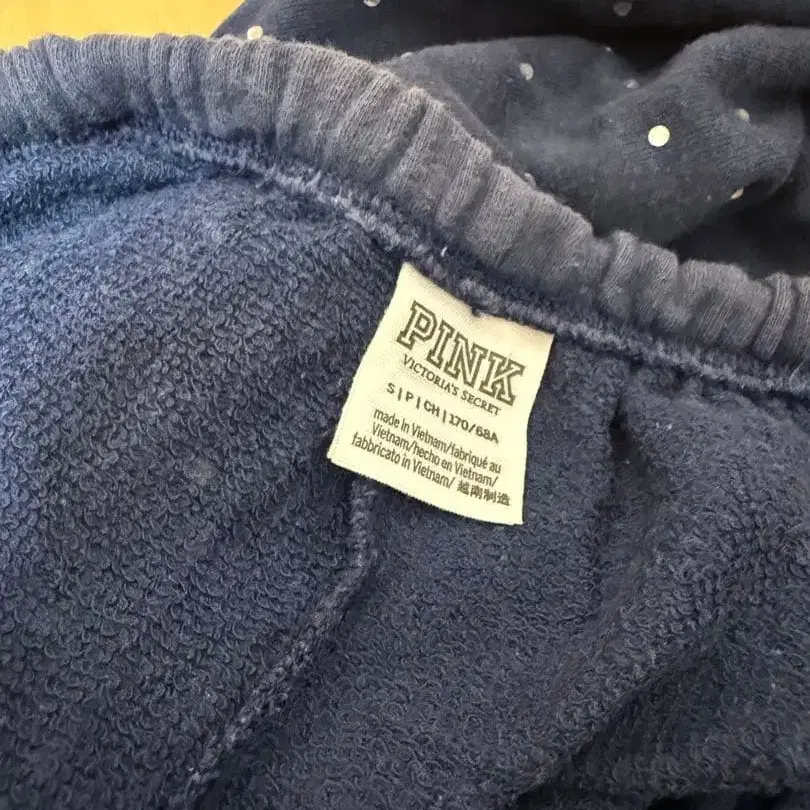 PINK
VICTORIA'S SECRET
S | P | CH | 170/68A
made in Vietnam/fabriqué au
Vietnam/hecho en Vietnam/
fabbricato in Vietnam/ 越南制造